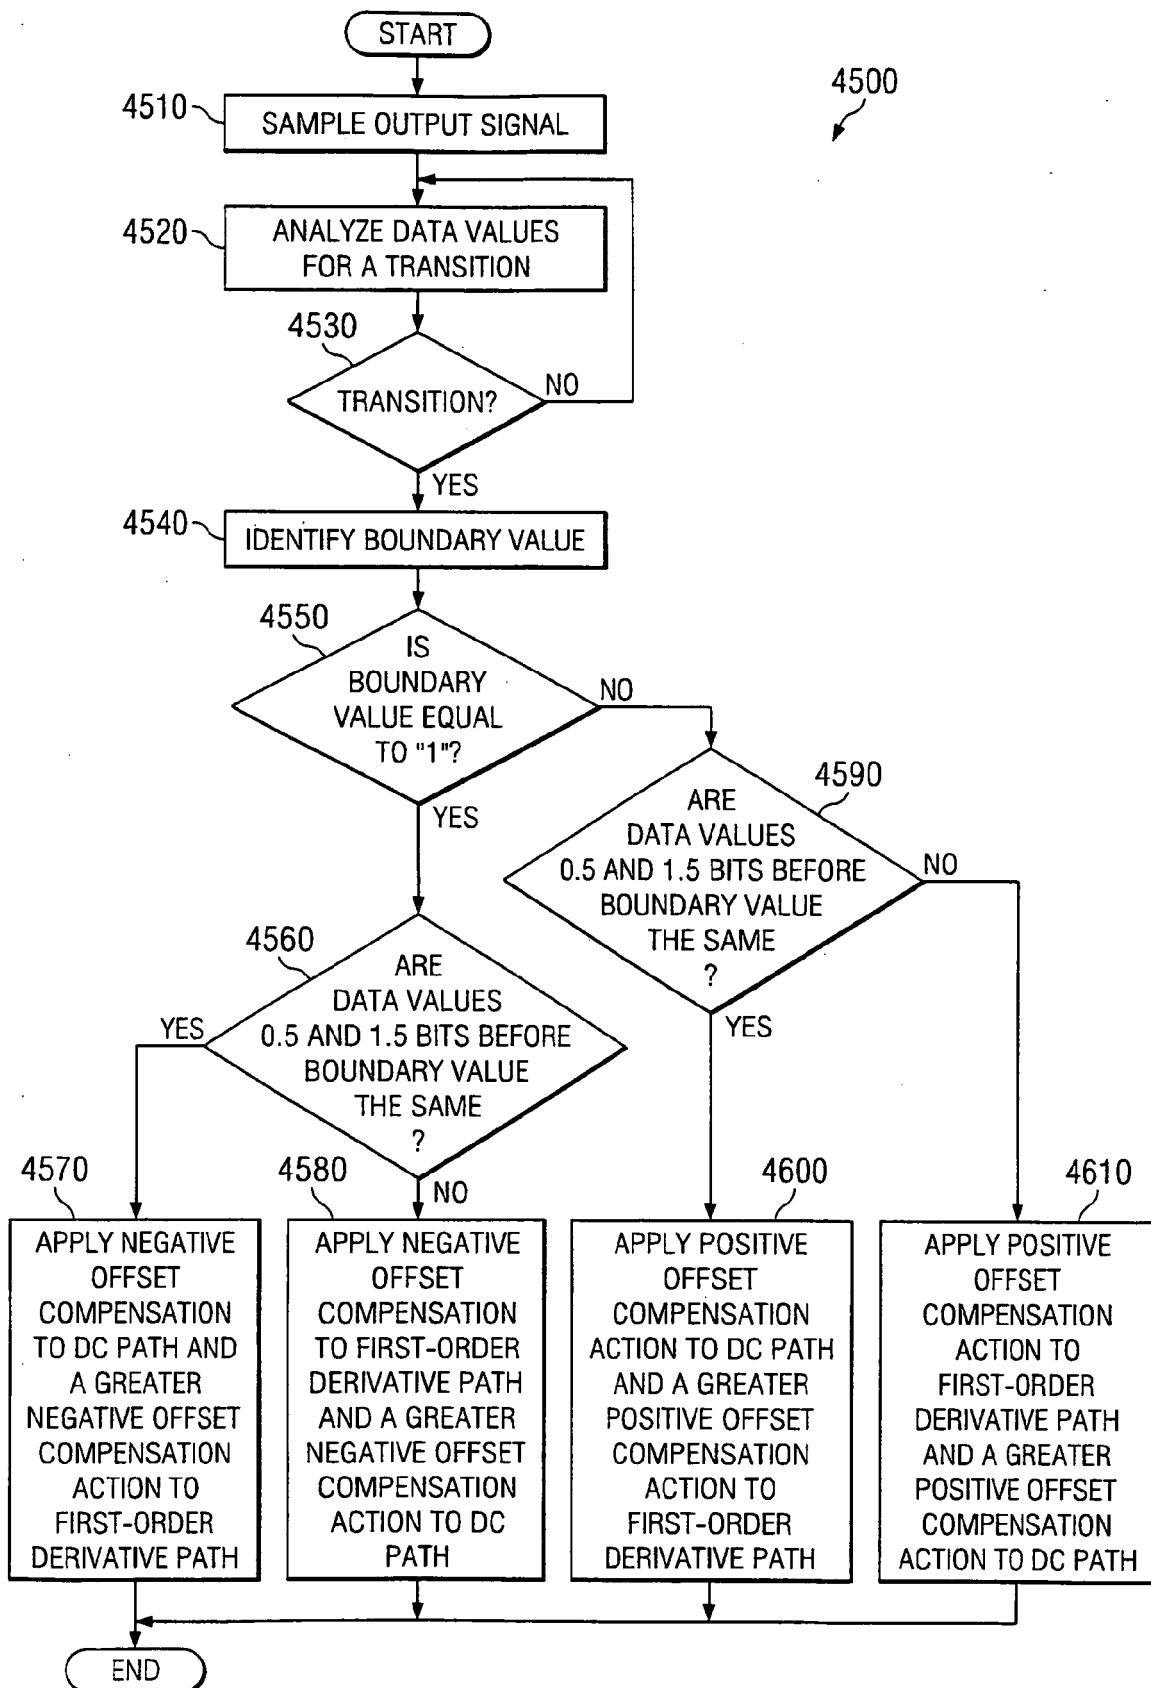 START
4500
4510
SAMPLE OUTPUT SIGNAL
4520
ANALYZE DATA VALUES
FOR A TRANSITION
4530
TRANSITION?
NO
YES
4540
IDENTIFY BOUNDARY VALUE
4550
IS
BOUNDARY
VALUE EQUAL
TO "1"?
NO
YES
4590
ARE
DATA VALUES
0.5 AND 1.5 BITS BEFORE
BOUNDARY VALUE
THE SAME
?
NO
YES
4560
ARE
DATA VALUES
0.5 AND 1.5 BITS BEFORE
BOUNDARY VALUE
THE SAME
?
YES
NO
4570
APPLY NEGATIVE
OFFSET
COMPENSATION
TO DC PATH AND
A GREATER
NEGATIVE OFFSET
COMPENSATION
ACTION TO
FIRST-ORDER
DERIVATIVE PATH
4580
APPLY NEGATIVE
OFFSET
COMPENSATION
TO FIRST-ORDER
DERIVATIVE PATH
AND A GREATER
NEGATIVE OFFSET
COMPENSATION
ACTION TO DC
PATH
4600
APPLY POSITIVE
OFFSET
COMPENSATION
ACTION TO DC PATH
AND A GREATER
POSITIVE OFFSET
COMPENSATION
ACTION TO
FIRST-ORDER
DERIVATIVE PATH
4610
APPLY POSITIVE
OFFSET
COMPENSATION
ACTION TO
FIRST-ORDER
DERIVATIVE PATH
AND A GREATER
POSITIVE OFFSET
COMPENSATION
ACTION TO DC PATH
END